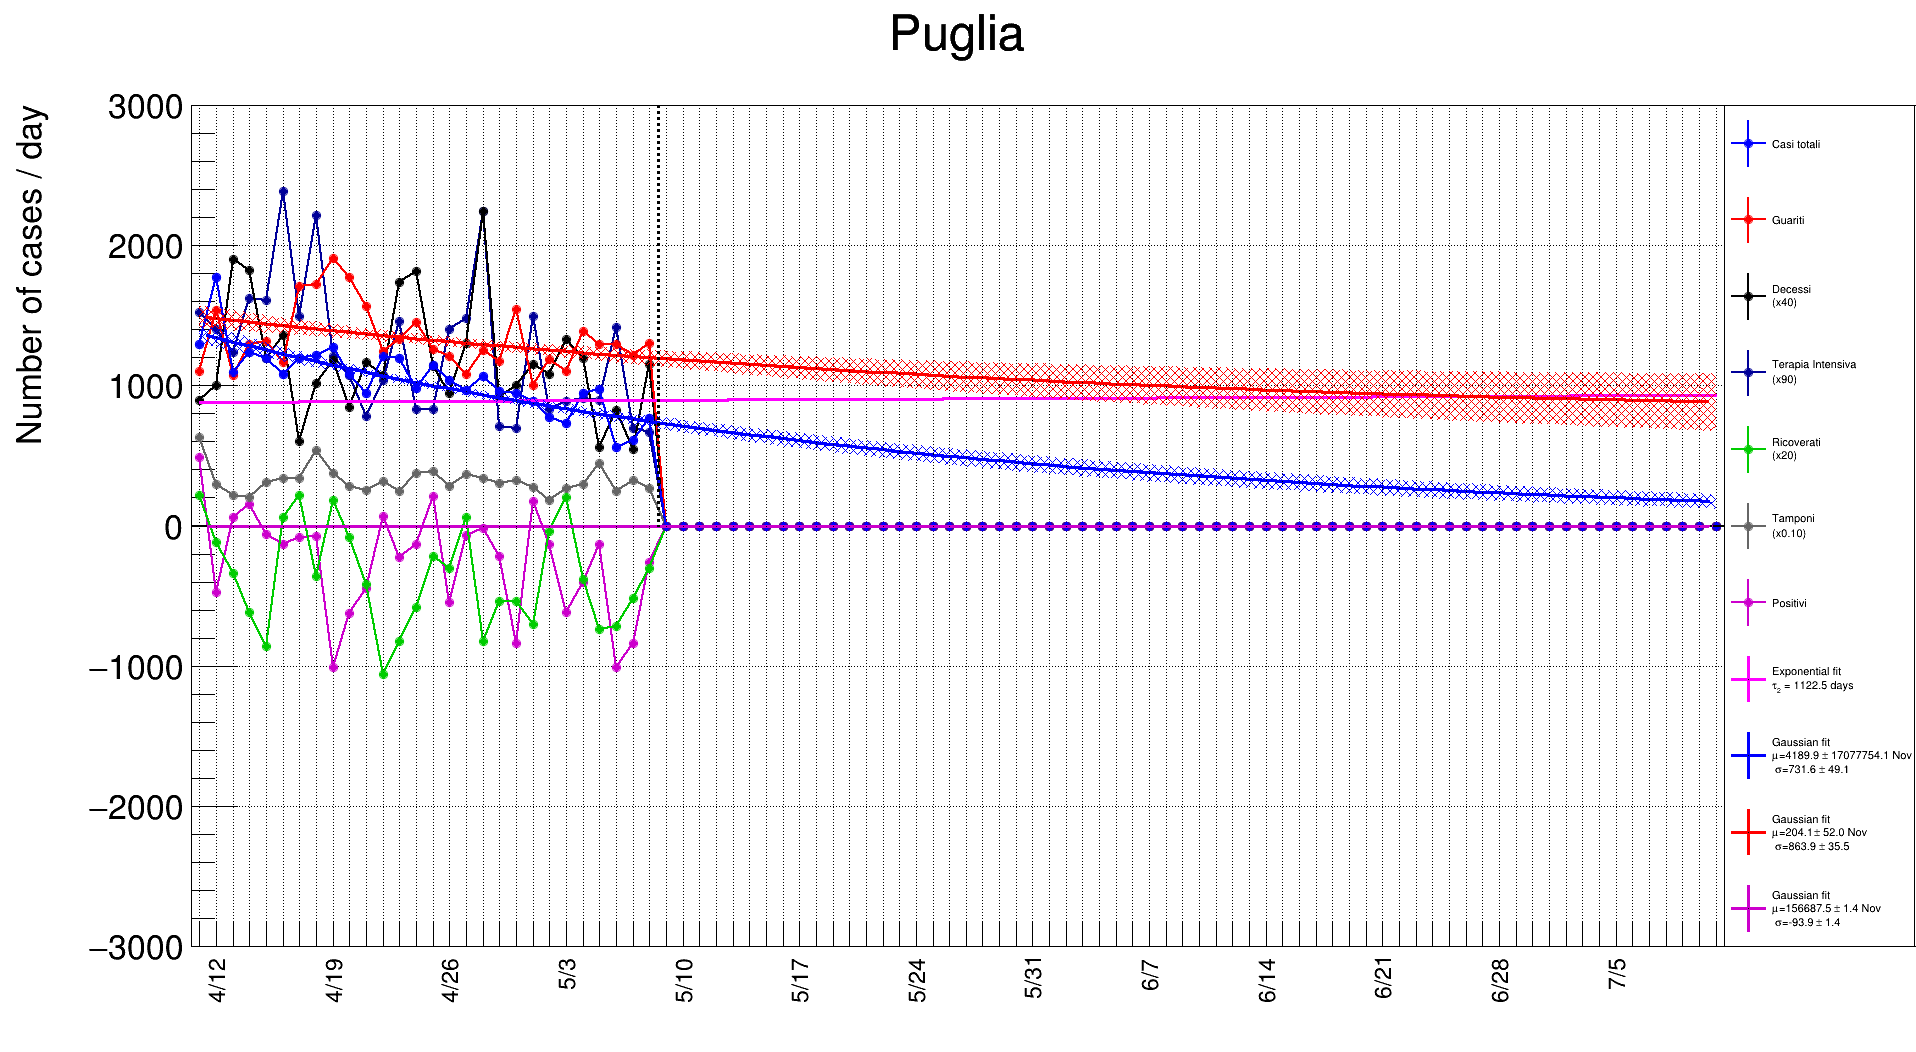 Puglia
Number of cases / day
3000
2000
1000
0
−1000
−2000
−3000
4/12
4/19
4/26
5/3
5/10
5/17
5/24
5/31
6/7
6/14
6/21
6/28
7/5
Casi totali
Guariti
Decessi
(x40)
Terapia Intensiva
(x90)
Ricoverati
(x20)
Tamponi
(x0.10)
Positivi
Exponential fit
τ₂ = 1122.5 days
Gaussian fit
μ=4189.9 ± 17077754.1 Nov
σ=731.6 ± 49.1
Gaussian fit
μ=204.1 ± 52.0 Nov
σ=863.9 ± 35.5
Gaussian fit
μ=156687.5 ± 1.4 Nov
σ=-93.9 ± 1.4